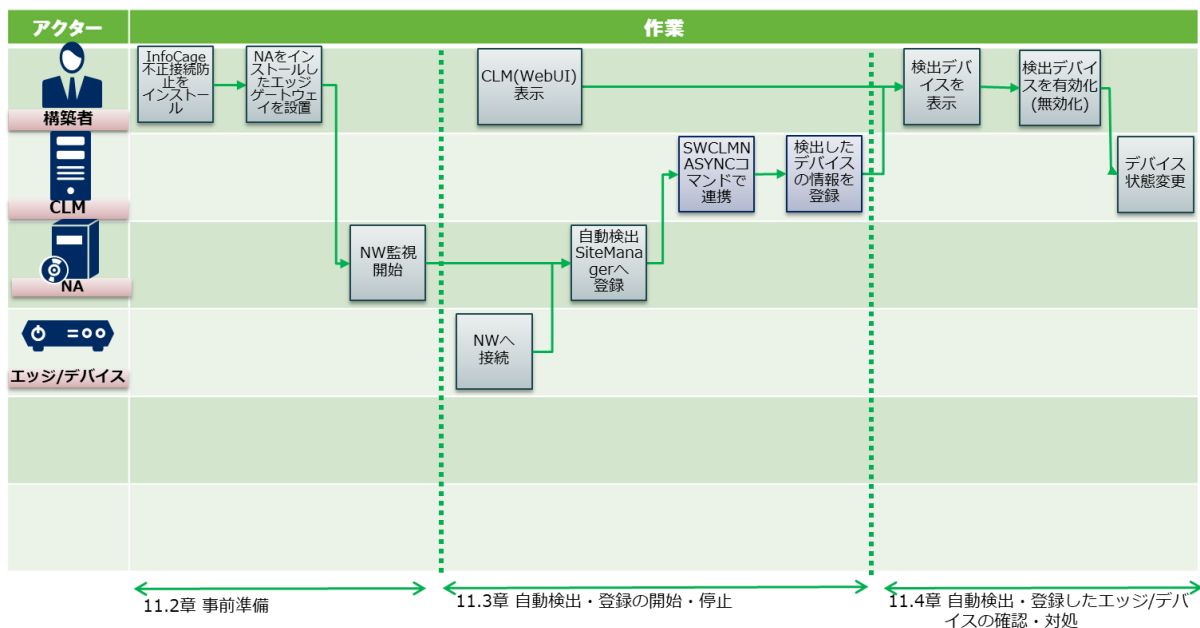 アクター
作業
構築者
InfoCage
不正接続防
止を
インストー
ル
NAをイン
ストールし
たエッジ
ゲートウェ
イを設置
CLM(WebUI)
表示
検出デバ
イスを
表示
検出デバイ
スを有効化
(無効化)
CLM
SWCLMN
ASYNCコ
マンドで
連携
検出した
デバイス
の情報を
登録
デバイス
状態変更
NA
NW監視
開始
自動検出
SiteMana
gerへ
登録
エッジ/デバイス
NWへ
接続
11.2章 事前準備
11.3章 自動検出・登録の開始・停止
11.4章 自動検出・登録したエッジ/デバ
イスの確認・対処